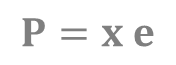 P = x e